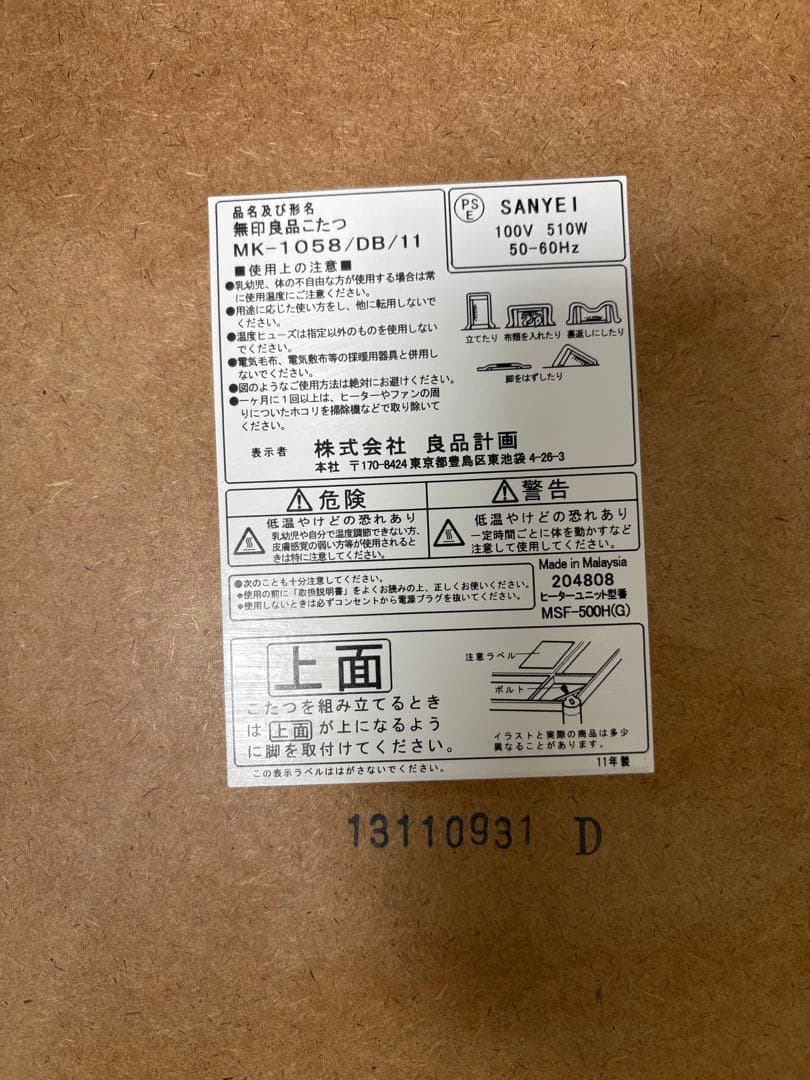 品名及び形名
無印良品こたつ
MK-1058/DB/11
PS
E
SANYEI
100V 510W
50-60Hz
■使用上の注意■
●乳幼児、体の不自由な方が使用する場合は常
に使用温度にご注意ください。
●用途に応じた使い方をし、他に転用しないで
ください。
●温度ヒューズは指定以外のものを使用しない
でください。
●電気毛布、電気敷布等の採暖用器具と併用し
ないでください。
●図のようなご使用方法は絶対にお避けください。
●一ヶ月に1回以上は、ヒーターやファンの周
りについたホコリを掃除機などで取り除いて
ください。
立てたり 布類を入れたり 裏返しにしたり
脚をはずしたり
表示者 株式会社 良品計画
本社 〒170-8424 東京都豊島区東池袋 4-26-3
⚠危険
低温やけどの恐れあり
乳幼児や自分で温度調節できない方、
皮膚感覚の弱い方等が使用されると
きは特に注意してください。
⚠警告
低温やけどの恐れあり
一定時間ごとに体を動かすなど
注意して使用してください。
●次のことも十分注意してください。
●使用の前に「取扱説明書」をよくお読みの上、正しくお使いください。
●使用しないときは必ずコンセントから電源プラグを抜いてください。
Made in Malaysia
204808
ヒーターユニット型番
MSF-500H(G)
上面
こたつを組み立てるとき
は 上面 が上になるよう
に脚を取付けてください。
注意ラベル
ボルト
イラストと実際の商品は多少
異なることがあります。
この表示ラベルははがさないでください。
11年製
13110931 D